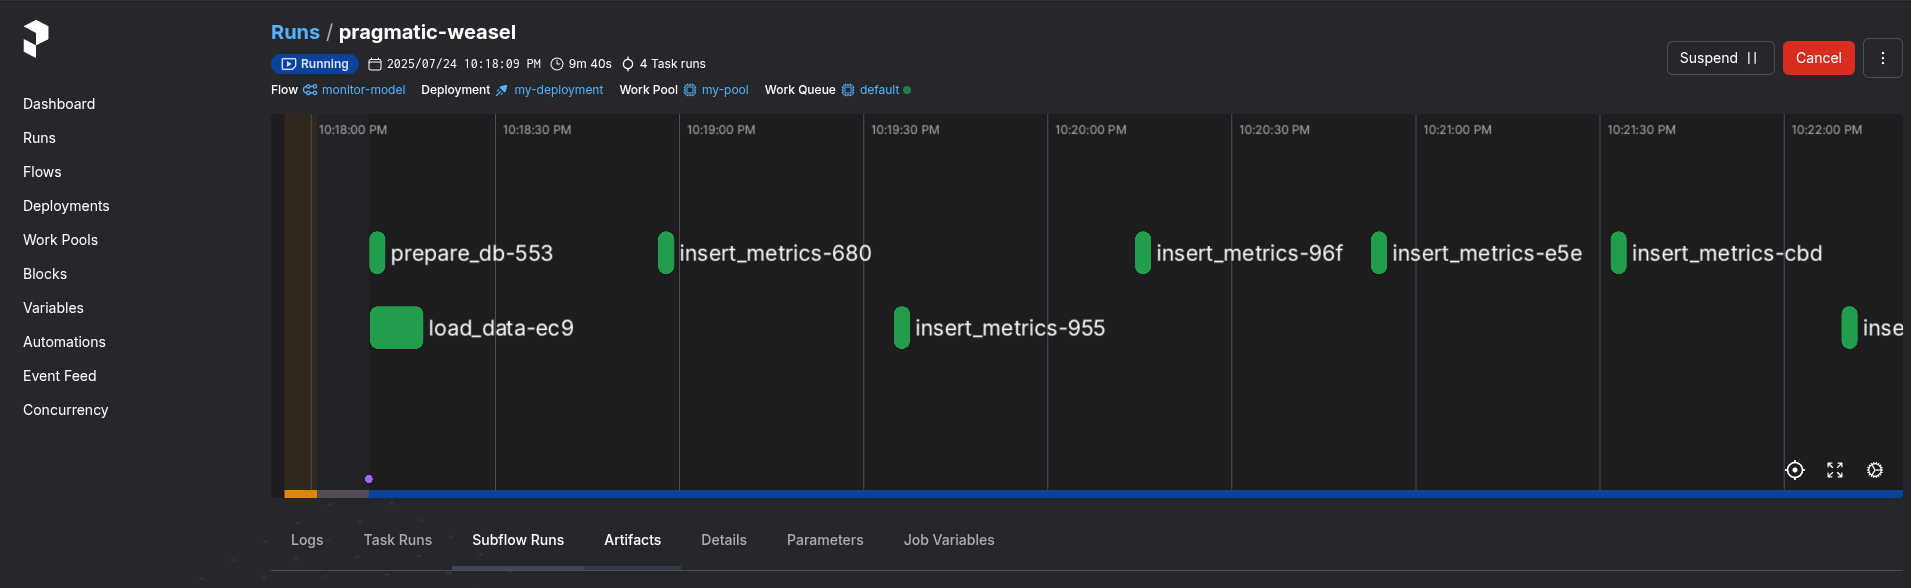 Runs / pragmatic-weasel
Running 2025/07/24 10:18:09 PM 9m 40s 4 Task runs
Suspend Cancel
Flow monitor-model Deployment my-deployment Work Pool my-pool Work Queue default
Dashboard
Runs
Flows
Deployments
Work Pools
Blocks
Variables
Automations
Event Feed
Concurrency
10:18:00 PM 10:18:30 PM 10:19:00 PM 10:19:30 PM 10:20:00 PM 10:20:30 PM 10:21:00 PM 10:21:30 PM 10:22:00 PM
prepare_db-553 insert_metrics-680 insert_metrics-96f insert_metrics-e5e insert_metrics-cbd
load_data-ec9 insert_metrics-955 inse
Logs Task Runs Subflow Runs Artifacts Details Parameters Job Variables